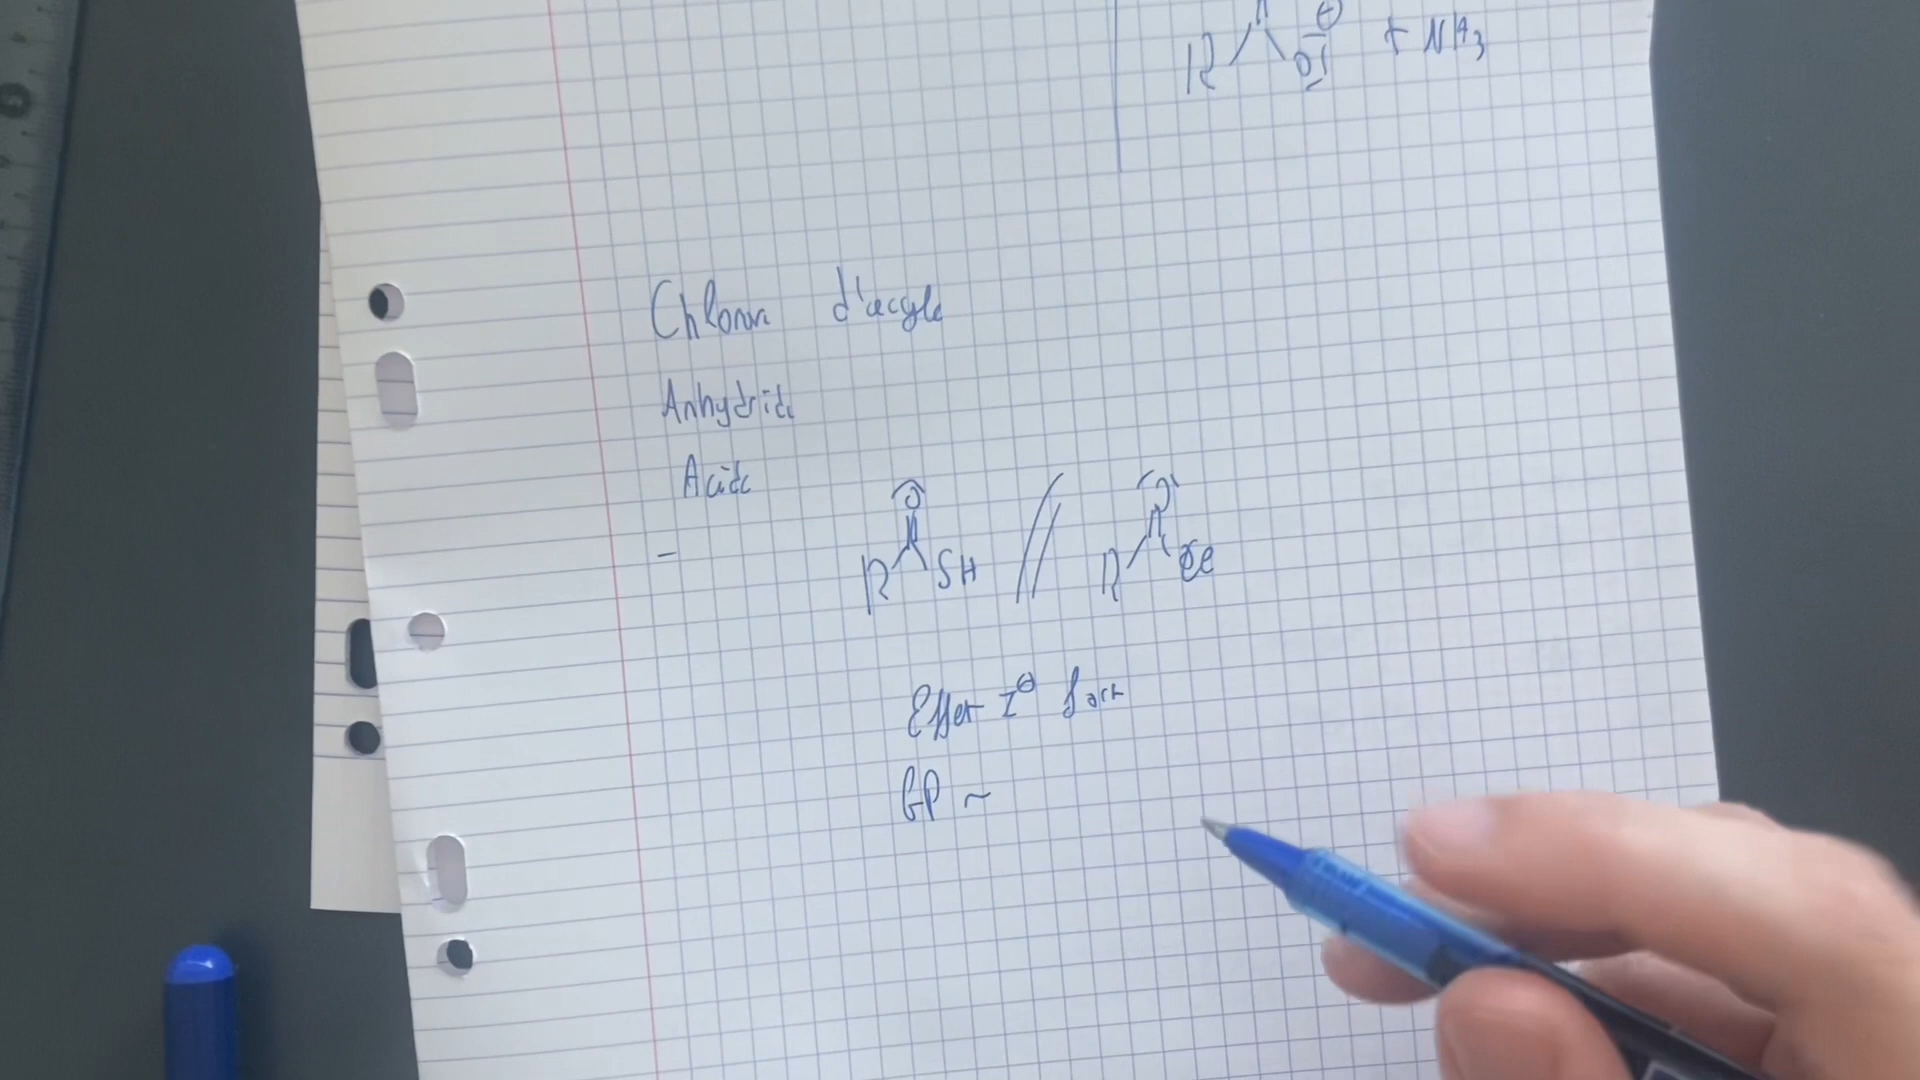 R O + NH3
Chlorure d'acyle
Anhydride
Acide
-
O O
R SH // R Cl
Effet I⊖ fort
GP ~